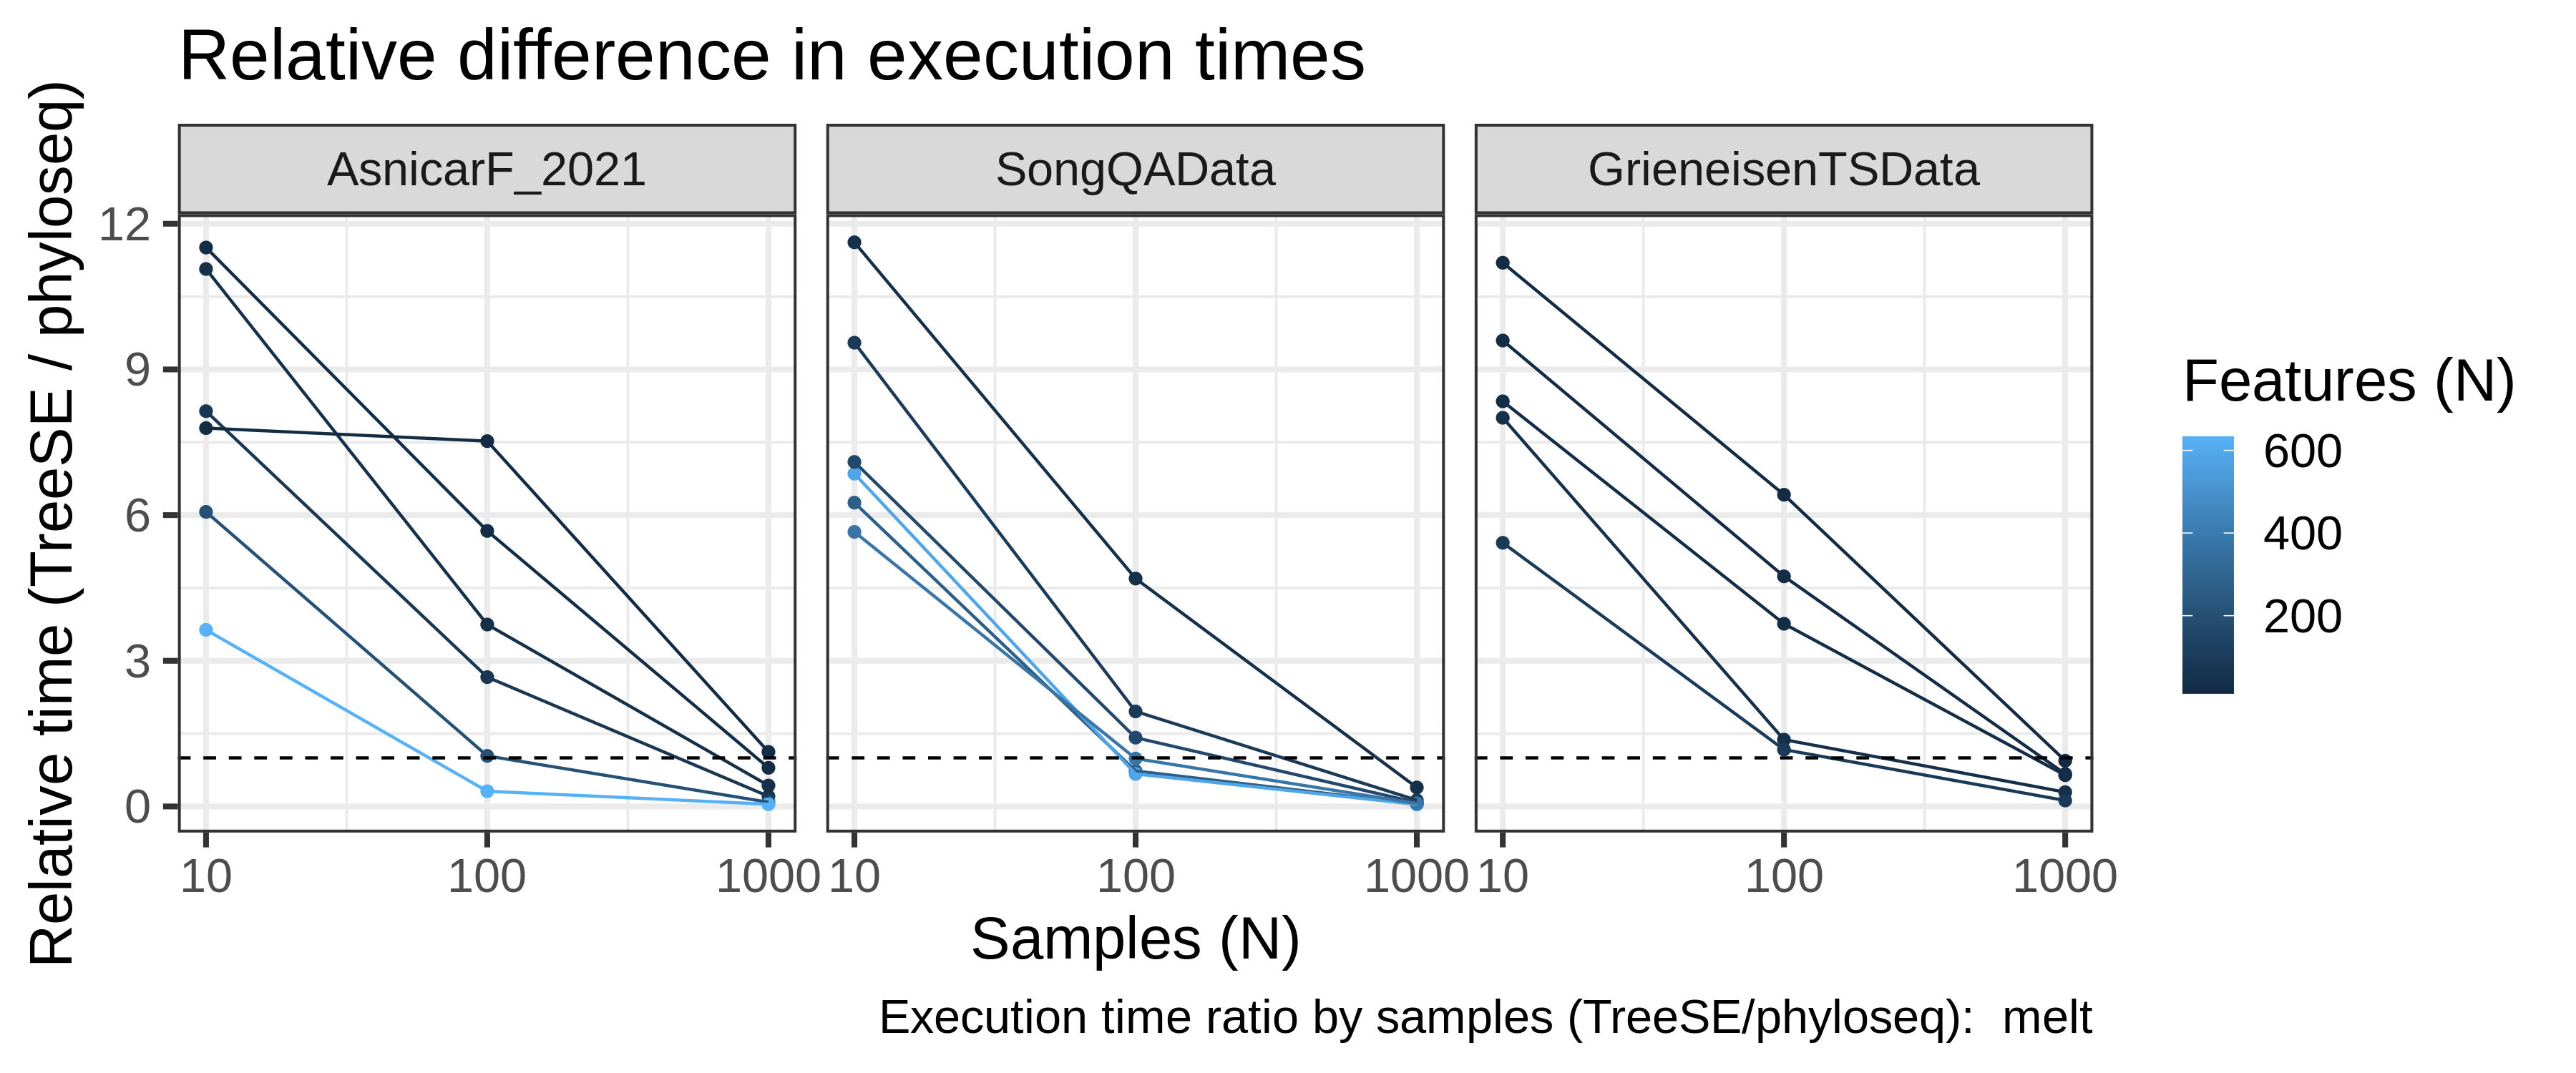 Relative difference in execution times
AsnicarF_2021
SongQAData
GrieneisenTSData
Relative time (TreeSE / phyloseq)
12
9
6
3
0
10 100 1000
10 100 1000
10 100 1000
Samples (N)
Features (N)
600
400
200
Execution time ratio by samples (TreeSE/phyloseq):  melt